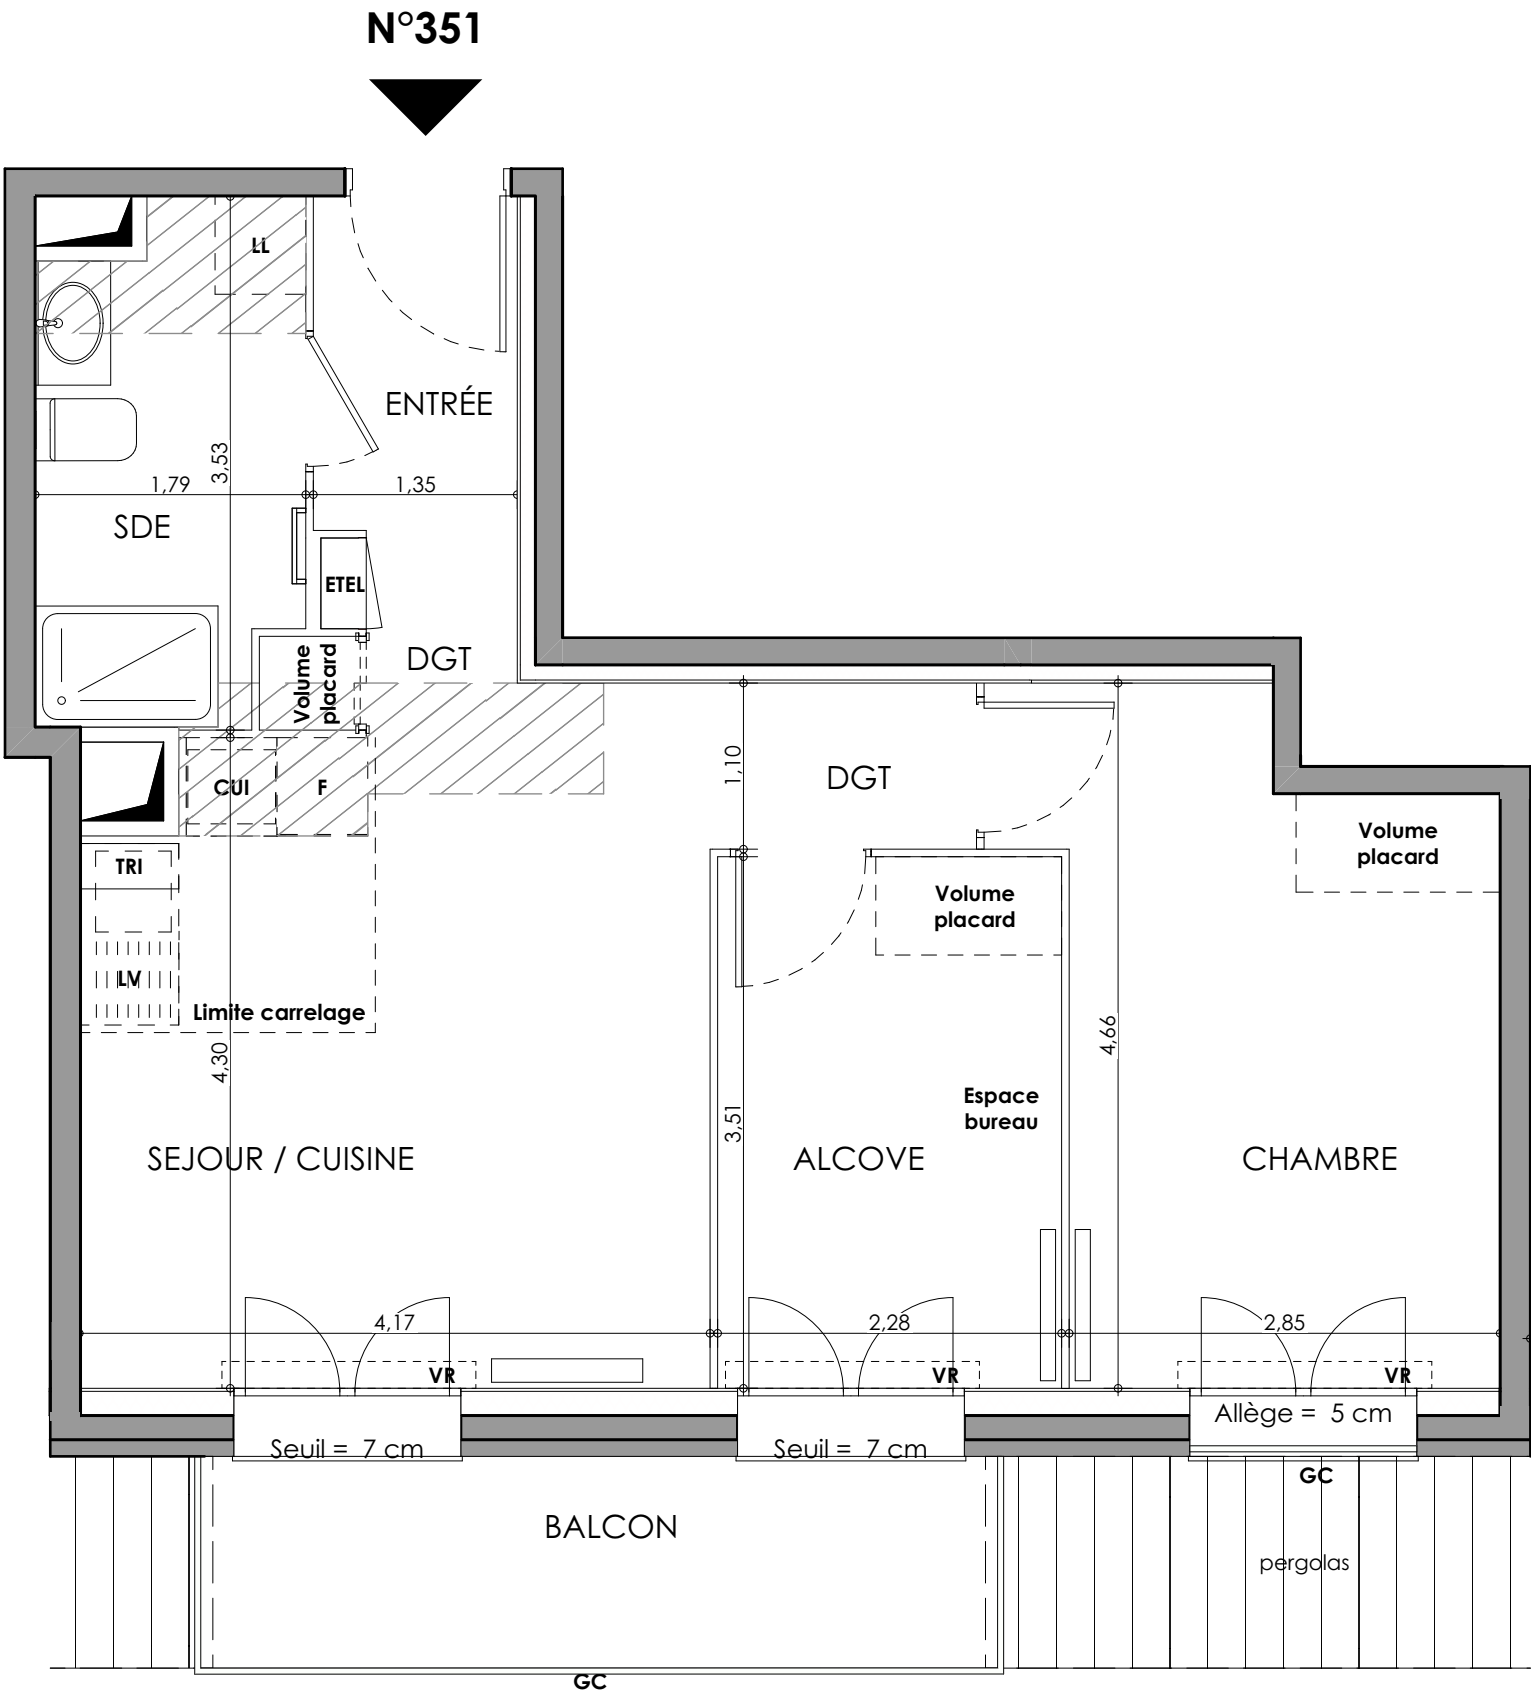 N°351
LL
ENTRÉE
3,53
1,79
1,35
SDE
ETEL
DGT
Volume
placard
1,10
DGT
CUI
F
Volume
placard
TRI
Volume
placard
LV
Limite carrelage
4,30
4,66
3,51
Espace
bureau
SEJOUR / CUISINE
ALCOVE
CHAMBRE
4,17
2,28
2,85
VR
VR
VR
Allège = 5 cm
Seuil = 7 cm
Seuil = 7 cm
GC
BALCON
pergolas
GC